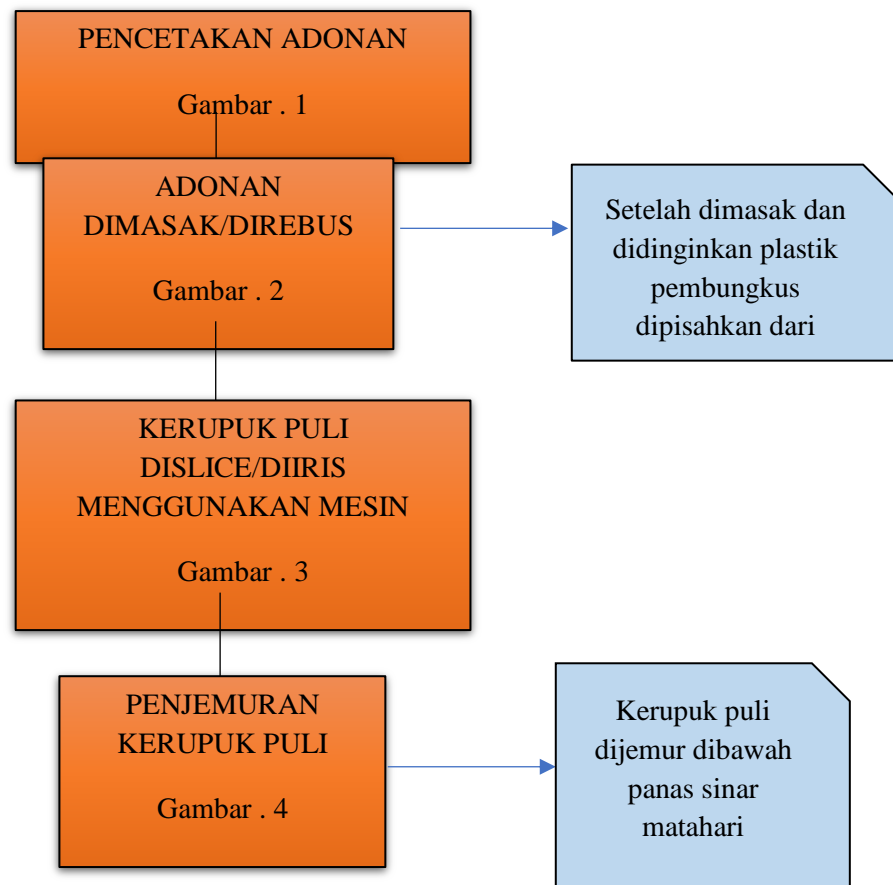 PENCETAKAN ADONAN
Gambar . 1
ADONAN
DIMASAK/DIREBUS
Gambar . 2
Setelah dimasak dan
didinginkan plastik
pembungkus
dipisahkan dari
KERUPUK PULI
DISLICE/DIIRIS
MENGGUNAKAN MESIN
Gambar . 3
PENJEMURAN
KERUPUK PULI
Gambar . 4
Kerupuk puli
dijemur dibawah
panas sinar
matahari